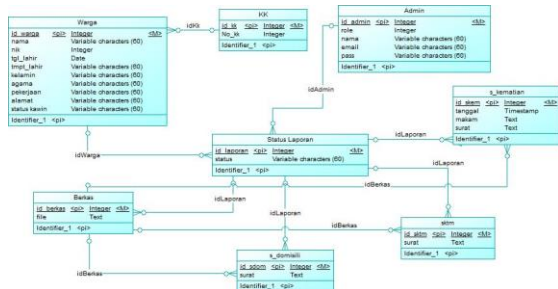 Warga
id_warga <pi> Integer <M>
nama Variable characters (60)
nik Integer
tgl_lahir Date
tmpt_lahir Variable characters (60)
kelamin Variable characters (60)
agama Variable characters (60)
pekerjaan Variable characters (60)
alamat Variable characters (60)
status kawin Variable characters (60)
Identifier_1 <pi>
idKk
KK
id_kk <pi> Integer <M>
No_kk Integer
Identifier_1 <pi>
Admin
id_admin <pi> Integer <M>
role Integer
nama Variable characters (60)
email Variable characters (60)
pass Variable characters (60)
Identifier_1 <pi>
idAdmin
s_kematian
id_skem <pi> Integer <M>
tanggal Timestamp
makam Text
surat Text
Identifier_1 <pi>
idWarga
Status Laporan
id_laporan <pi> Integer <M>
status Variable characters (60)
Identifier_1 <pi>
idLaporan
idLaporan
idBerkas
Berkas
id_berkas <pi> Integer <M>
file Text
Identifier_1 <pi>
idLaporan
idLaporan
idBerkas
sktm
id_sktm <pi> Integer <M>
surat Text
Identifier_1 <pi>
idBerkas
s_domisili
id_sdom <pi> Integer <M>
surat Text
Identifier_1 <pi>